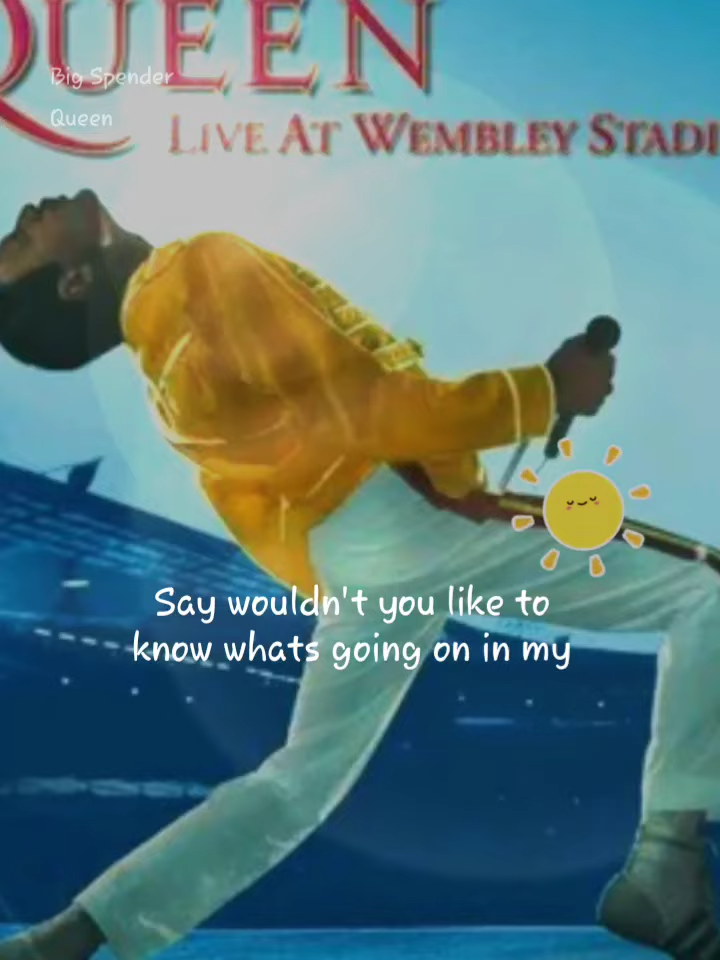 QUEEN
Big Spender
Queen
LIVE AT WEMBLEY STADI
Say wouldn't you like to
know whats going on in my